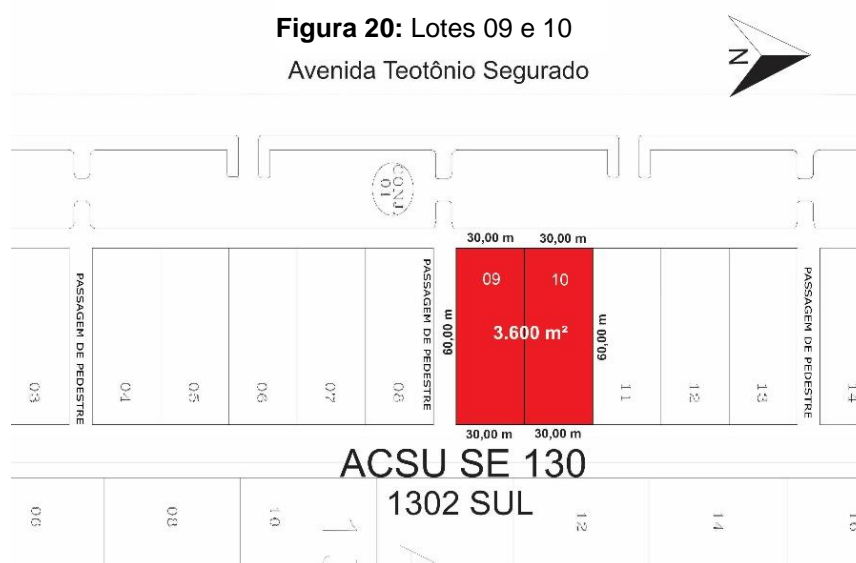 Figura 20: Lotes 09 e 10
Avenida Teotônio Segurado
N
CONJ.
01
30,00 m 30,00 m
PASSAGEM DE PEDESTRE
PASSAGEM DE PEDESTRE
PASSAGEM DE PEDESTRE
09 10
3.600 m²
60,00 m
60,00 m
03 04 05 06 07 08 11 12 13 14
30,00 m 30,00 m
ACSU SE 130
1302 SUL
06 08 10 12 14 16